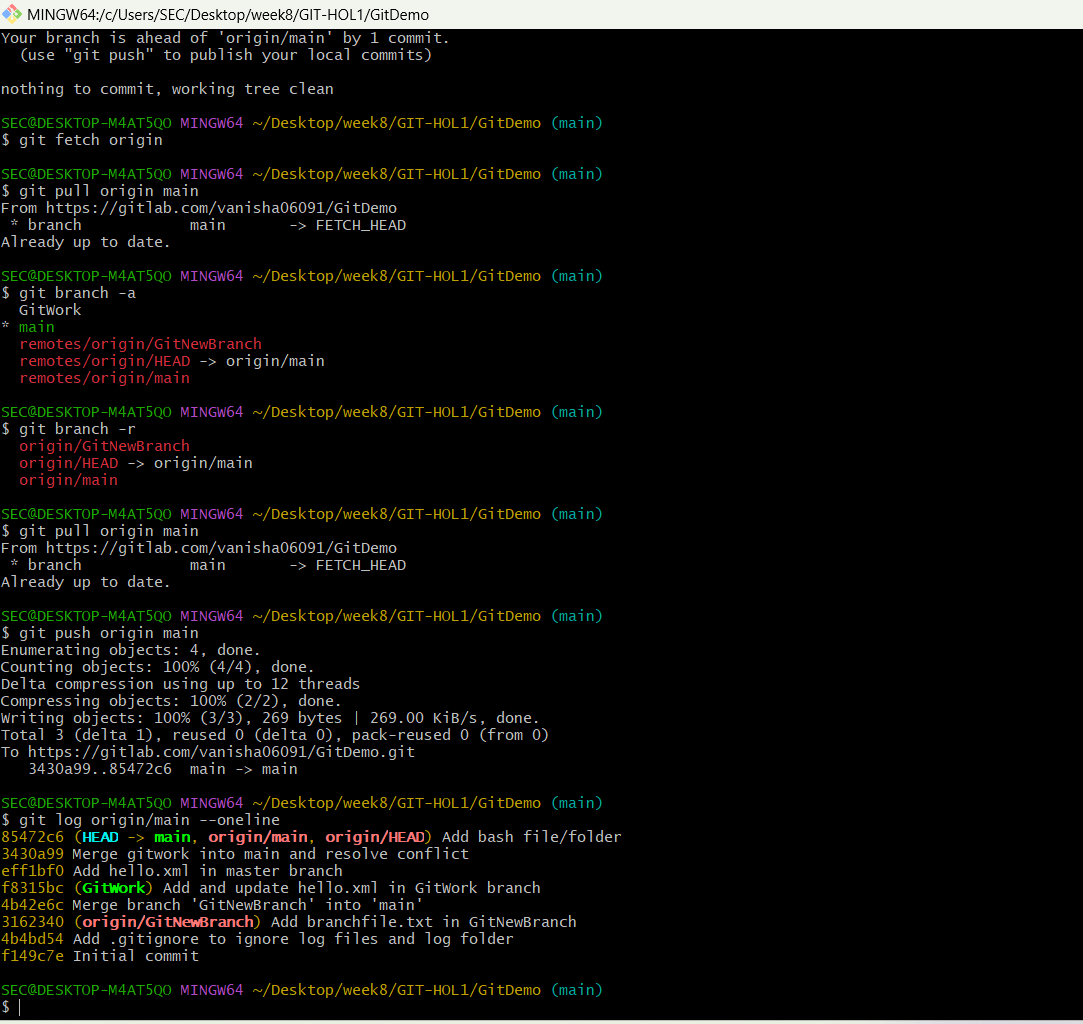 MINGW64:/c/Users/SEC/Desktop/week8/GIT-HOL1/GitDemo
Your branch is ahead of 'origin/main' by 1 commit.
  (use "git push" to publish your local commits)

nothing to commit, working tree clean

SEC@DESKTOP-M4AT5QO MINGW64 ~/Desktop/week8/GIT-HOL1/GitDemo (main)
$ git fetch origin

SEC@DESKTOP-M4AT5QO MINGW64 ~/Desktop/week8/GIT-HOL1/GitDemo (main)
$ git pull origin main
From https://gitlab.com/vanisha06091/GitDemo
 * branch            main       -> FETCH_HEAD
Already up to date.

SEC@DESKTOP-M4AT5QO MINGW64 ~/Desktop/week8/GIT-HOL1/GitDemo (main)
$ git branch -a
  GitWork
* main
  remotes/origin/GitNewBranch
  remotes/origin/HEAD -> origin/main
  remotes/origin/main

SEC@DESKTOP-M4AT5QO MINGW64 ~/Desktop/week8/GIT-HOL1/GitDemo (main)
$ git branch -r
  origin/GitNewBranch
  origin/HEAD -> origin/main
  origin/main

SEC@DESKTOP-M4AT5QO MINGW64 ~/Desktop/week8/GIT-HOL1/GitDemo (main)
$ git pull origin main
From https://gitlab.com/vanisha06091/GitDemo
 * branch            main       -> FETCH_HEAD
Already up to date.

SEC@DESKTOP-M4AT5QO MINGW64 ~/Desktop/week8/GIT-HOL1/GitDemo (main)
$ git push origin main
Enumerating objects: 4, done.
Counting objects: 100% (4/4), done.
Delta compression using up to 12 threads
Compressing objects: 100% (2/2), done.
Writing objects: 100% (3/3), 269 bytes | 269.00 KiB/s, done.
Total 3 (delta 1), reused 0 (delta 0), pack-reused 0 (from 0)
To https://gitlab.com/vanisha06091/GitDemo.git
   3430a99..85472c6  main -> main

SEC@DESKTOP-M4AT5QO MINGW64 ~/Desktop/week8/GIT-HOL1/GitDemo (main)
$ git log origin/main --oneline
85472c6 (HEAD -> main, origin/main, origin/HEAD) Add bash file/folder
3430a99 Merge gitwork into main and resolve conflict
eff1bf0 Add hello.xml in master branch
f8315bc (GitWork) Add and update hello.xml in GitWork branch
4b42e6c Merge branch 'GitNewBranch' into 'main'
3162340 (origin/GitNewBranch) Add branchfile.txt in GitNewBranch
4b4bd54 Add .gitignore to ignore log files and log folder
f149c7e Initial commit

SEC@DESKTOP-M4AT5QO MINGW64 ~/Desktop/week8/GIT-HOL1/GitDemo (main)
$